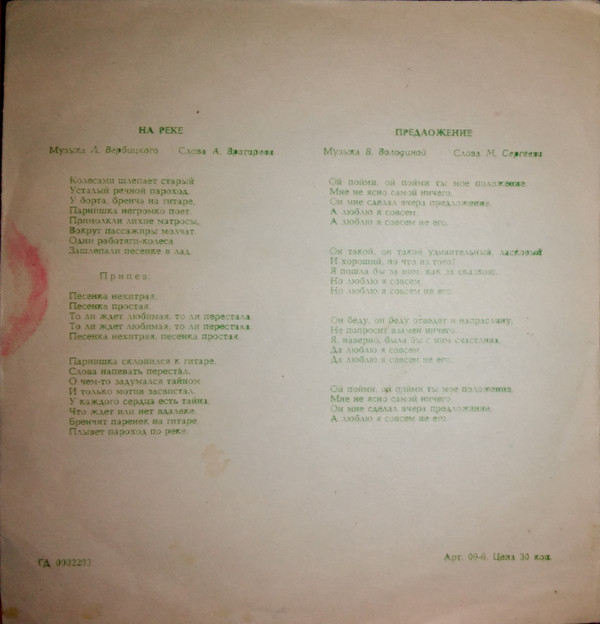 НА РЕКЕ
Музыка Л. Вербицкого Слова А. Вратарева
Колесами шлепает старый
Усталый речной пароход,
У борта, бренча на гитаре,
Парнишка негромко поет.
Примолкли лихие матросы,
Вокруг пассажиры молчат.
Одни работяги-колеса
Зашлепали песенке в лад.
Припев:
Песенка нехитрая,
Песенка простая.
То ли ждет любимая, то ли перестала.
То ли ждет любимая, то ли перестала.
Песенка нехитрая, песенка простая.
Парнишка склонился к гитаре,
Слова напевать перестал,
О чем-то задумался тайном
И только мотив засвистал.
У каждого сердца есть тайна,
Что ждет или нет вдалеке.
Бренчит паренек на гитаре,
Плывет пароход по реке.
ПРЕДЛОЖЕНИЕ
Музыка В. Володиной Слова М. Сергеева
Ой пойми, ой пойми ты мое положение,
Мне не ясно самой ничего,
Он мне сделал вчера предложение,
А люблю я совсем,
А люблю я совсем не его.
Он такой, он такой удивительный, ласковый
И хороший, но что из того?
Я пошла бы за ним, как за сказкою,
Но люблю я совсем,
Но люблю я совсем не его.
Он беду, он беду отведет и напраслину,
Не попросит взамен ничего.
Я, наверно, была бы с ним счастлива,
Да люблю я совсем
Да люблю я совсем не его.
Ой пойми, ой пойми ты мое положение,
Мне не ясно самой ничего,
Он мне сделал вчера предложение,
А люблю я совсем не его.
ГД 0002203
Арт. 09-6. Цена 30 коп.